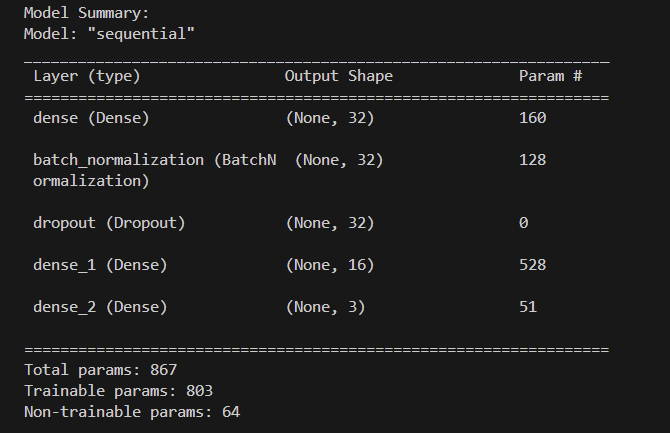 Model Summary:
Model: "sequential"
_________________________________________________________________
Layer (type)                Output Shape              Param #
=================================================================
dense (Dense)               (None, 32)                160
batch_normalization (BatchN  (None, 32)               128
ormalization)
dropout (Dropout)           (None, 32)                0
dense_1 (Dense)             (None, 16)                528
dense_2 (Dense)             (None, 3)                 51
=================================================================
Total params: 867
Trainable params: 803
Non-trainable params: 64